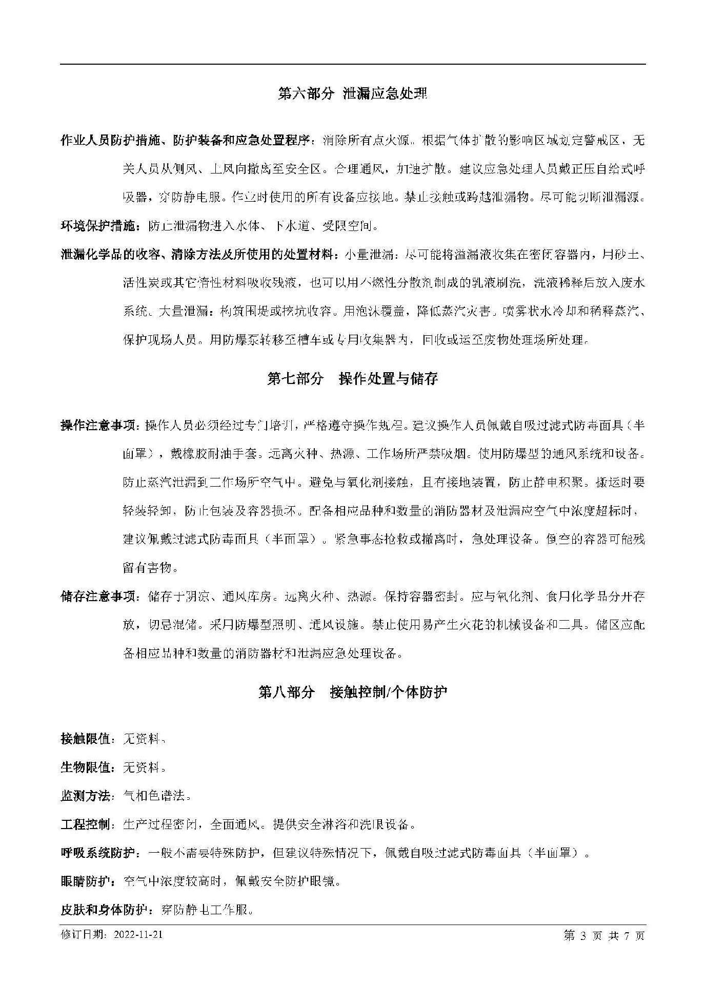 第六部分 泄漏应急处理
作业人员防护措施、防护装备和应急处置程序：消除所有点火源。根据气体扩散的影响区域划定警戒区，无
关人员从侧风、上风向撤离至安全区。合理通风，加速扩散。建议应急处理人员戴正压自给式呼
吸器，穿防静电服。作业时使用的所有设备应接地。禁止接触或跨越泄漏物。尽可能切断泄漏源。
环境保护措施：防止泄漏物进入水体、下水道、受限空间。
泄漏化学品的收容、清除方法及所使用的处置材料：小量泄漏：尽可能将溢漏液收集在密闭容器内，用砂土、
活性炭或其它惰性材料吸收残液，也可以用不燃性分散剂制成的乳液刷洗，洗液稀释后放入废水
系统。大量泄漏：构筑围堤或挖坑收容。用泡沫覆盖，降低蒸汽灾害。喷雾状水冷却和稀释蒸汽、
保护现场人员。用防爆泵转移至槽车或专用收集器内，回收或运至废物处理场所处理。
第七部分 操作处置与储存
操作注意事项：操作人员必须经过专门培训，严格遵守操作规程。建议操作人员佩戴自吸过滤式防毒面具（半
面罩），戴橡胶耐油手套。远离火种、热源、工作场所严禁吸烟。使用防爆型的通风系统和设备。
防止蒸汽泄漏到工作场所空气中。避免与氧化剂接触，且有接地装置，防止静电积聚。搬运时要
轻装轻卸，防止包装及容器损坏。配备相应品种和数量的消防器材及泄漏应空气中浓度超标时，
建议佩戴过滤式防毒面具（半面罩）。紧急事态抢救或撤离时，急处理设备。倒空的容器可能残
留有害物。
储存注意事项：储存于阴凉、通风库房。远离火种、热源。保持容器密封。应与氧化剂、食用化学品分开存
放，切忌混储。采用防爆型照明、通风设施。禁止使用易产生火花的机械设备和工具。储区应配
备相应品种和数量的消防器材和泄漏应急处理设备。
第八部分 接触控制/个体防护
接触限值：无资料。
生物限值：无资料。
监测方法：气相色谱法。
工程控制：生产过程密闭，全面通风。提供安全淋浴和洗眼设备。
呼吸系统防护：一般不需要特殊防护，但建议特殊情况下，佩戴自吸过滤式防毒面具（半面罩）。
眼睛防护：空气中浓度较高时，佩戴安全防护眼镜。
皮肤和身体防护：穿防静电工作服。
修订日期：2022-11-21
第 3 页 共 7 页